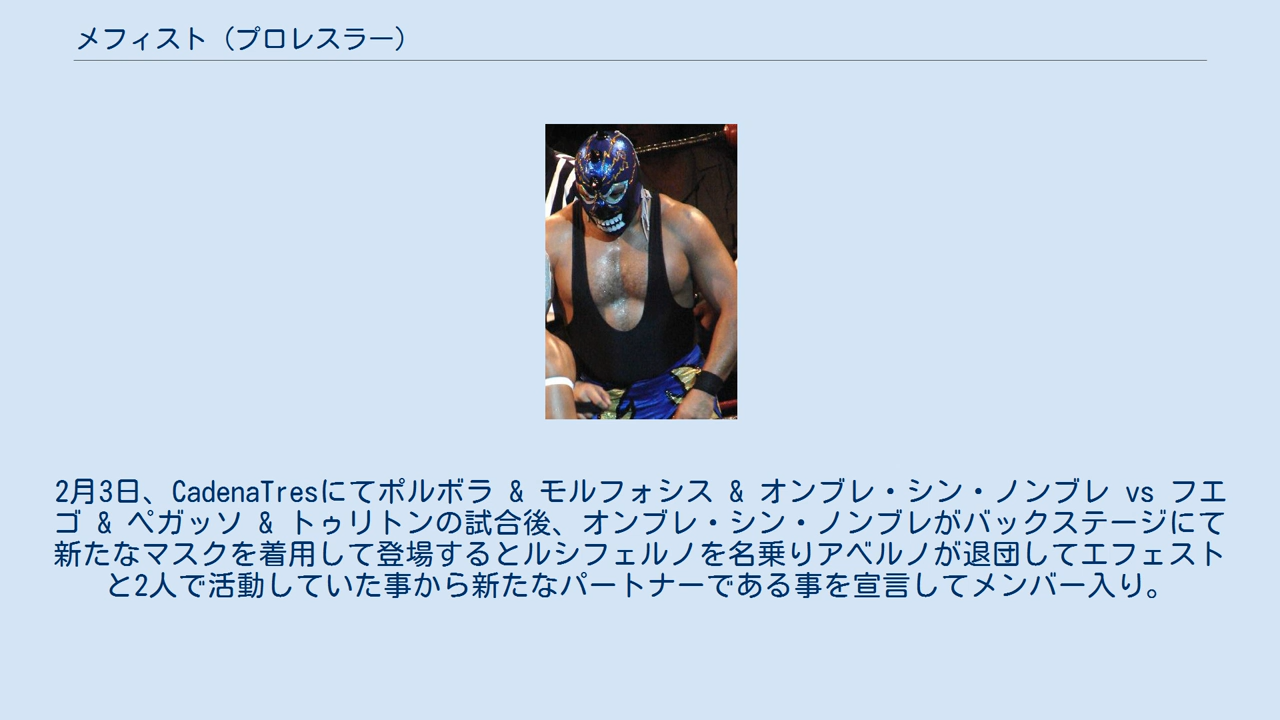 メフィスト（プロレスラー）
2月3日、CadenaTresにてポルボラ & モルフォシス & オンブレ・シン・ノンブレ vs フエ
ゴ & ペガッソ & トゥリトンの試合後、オンブレ・シン・ノンブレがバックステージにて
新たなマスクを着用して登場するとルシフェルノを名乗りアベルノが退団してエフェスト
と2人で活動していた事から新たなパートナーである事を宣言してメンバー入り。